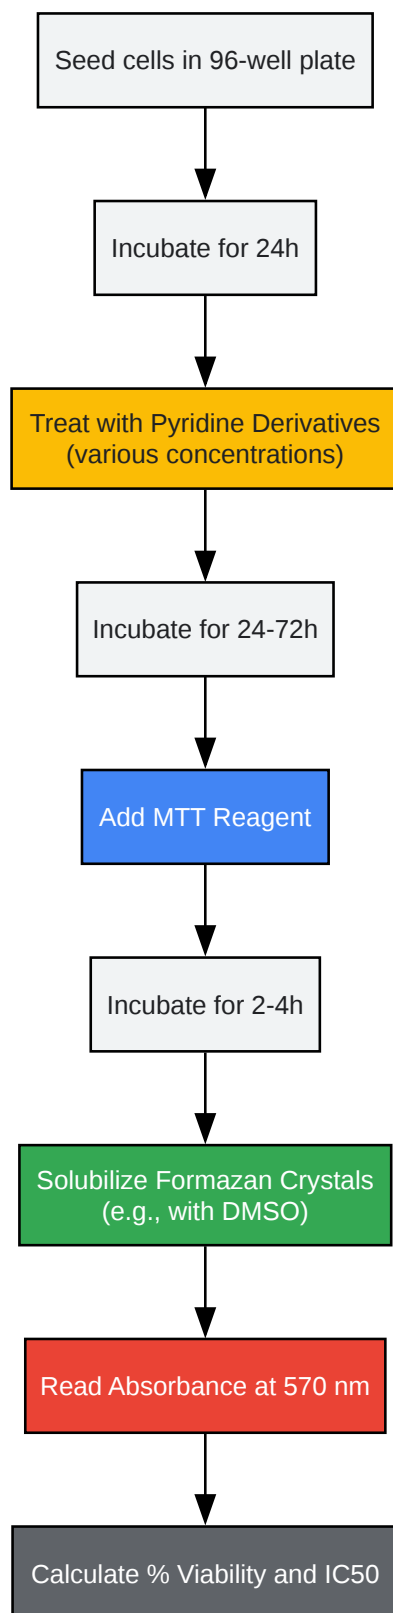 Seed cells in 96-well plate
Incubate for 24h
Treat with Pyridine Derivatives
(various concentrations)
Incubate for 24-72h
Add MTT Reagent
Incubate for 2-4h
Solubilize Formazan Crystals
(e.g., with DMSO)
Read Absorbance at 570 nm
Calculate % Viability and IC50